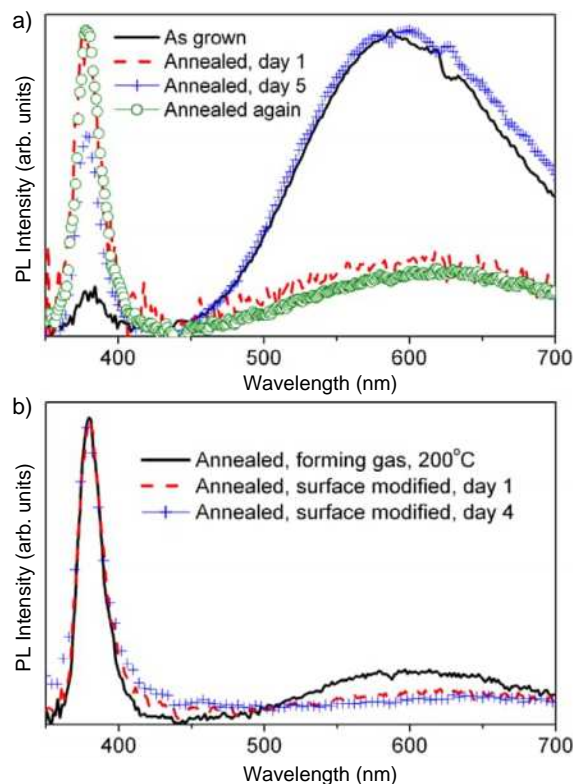 a)
As grown
Annealed, day 1
Annealed, day 5
Annealed again
PL Intensity (arb. units)
400 500 600 700
Wavelength (nm)
b)
Annealed, forming gas, 200°C
Annealed, surface modified, day 1
Annealed, surface modified, day 4
PL Intensity (arb. units)
400 500 600 700
Wavelength (nm)